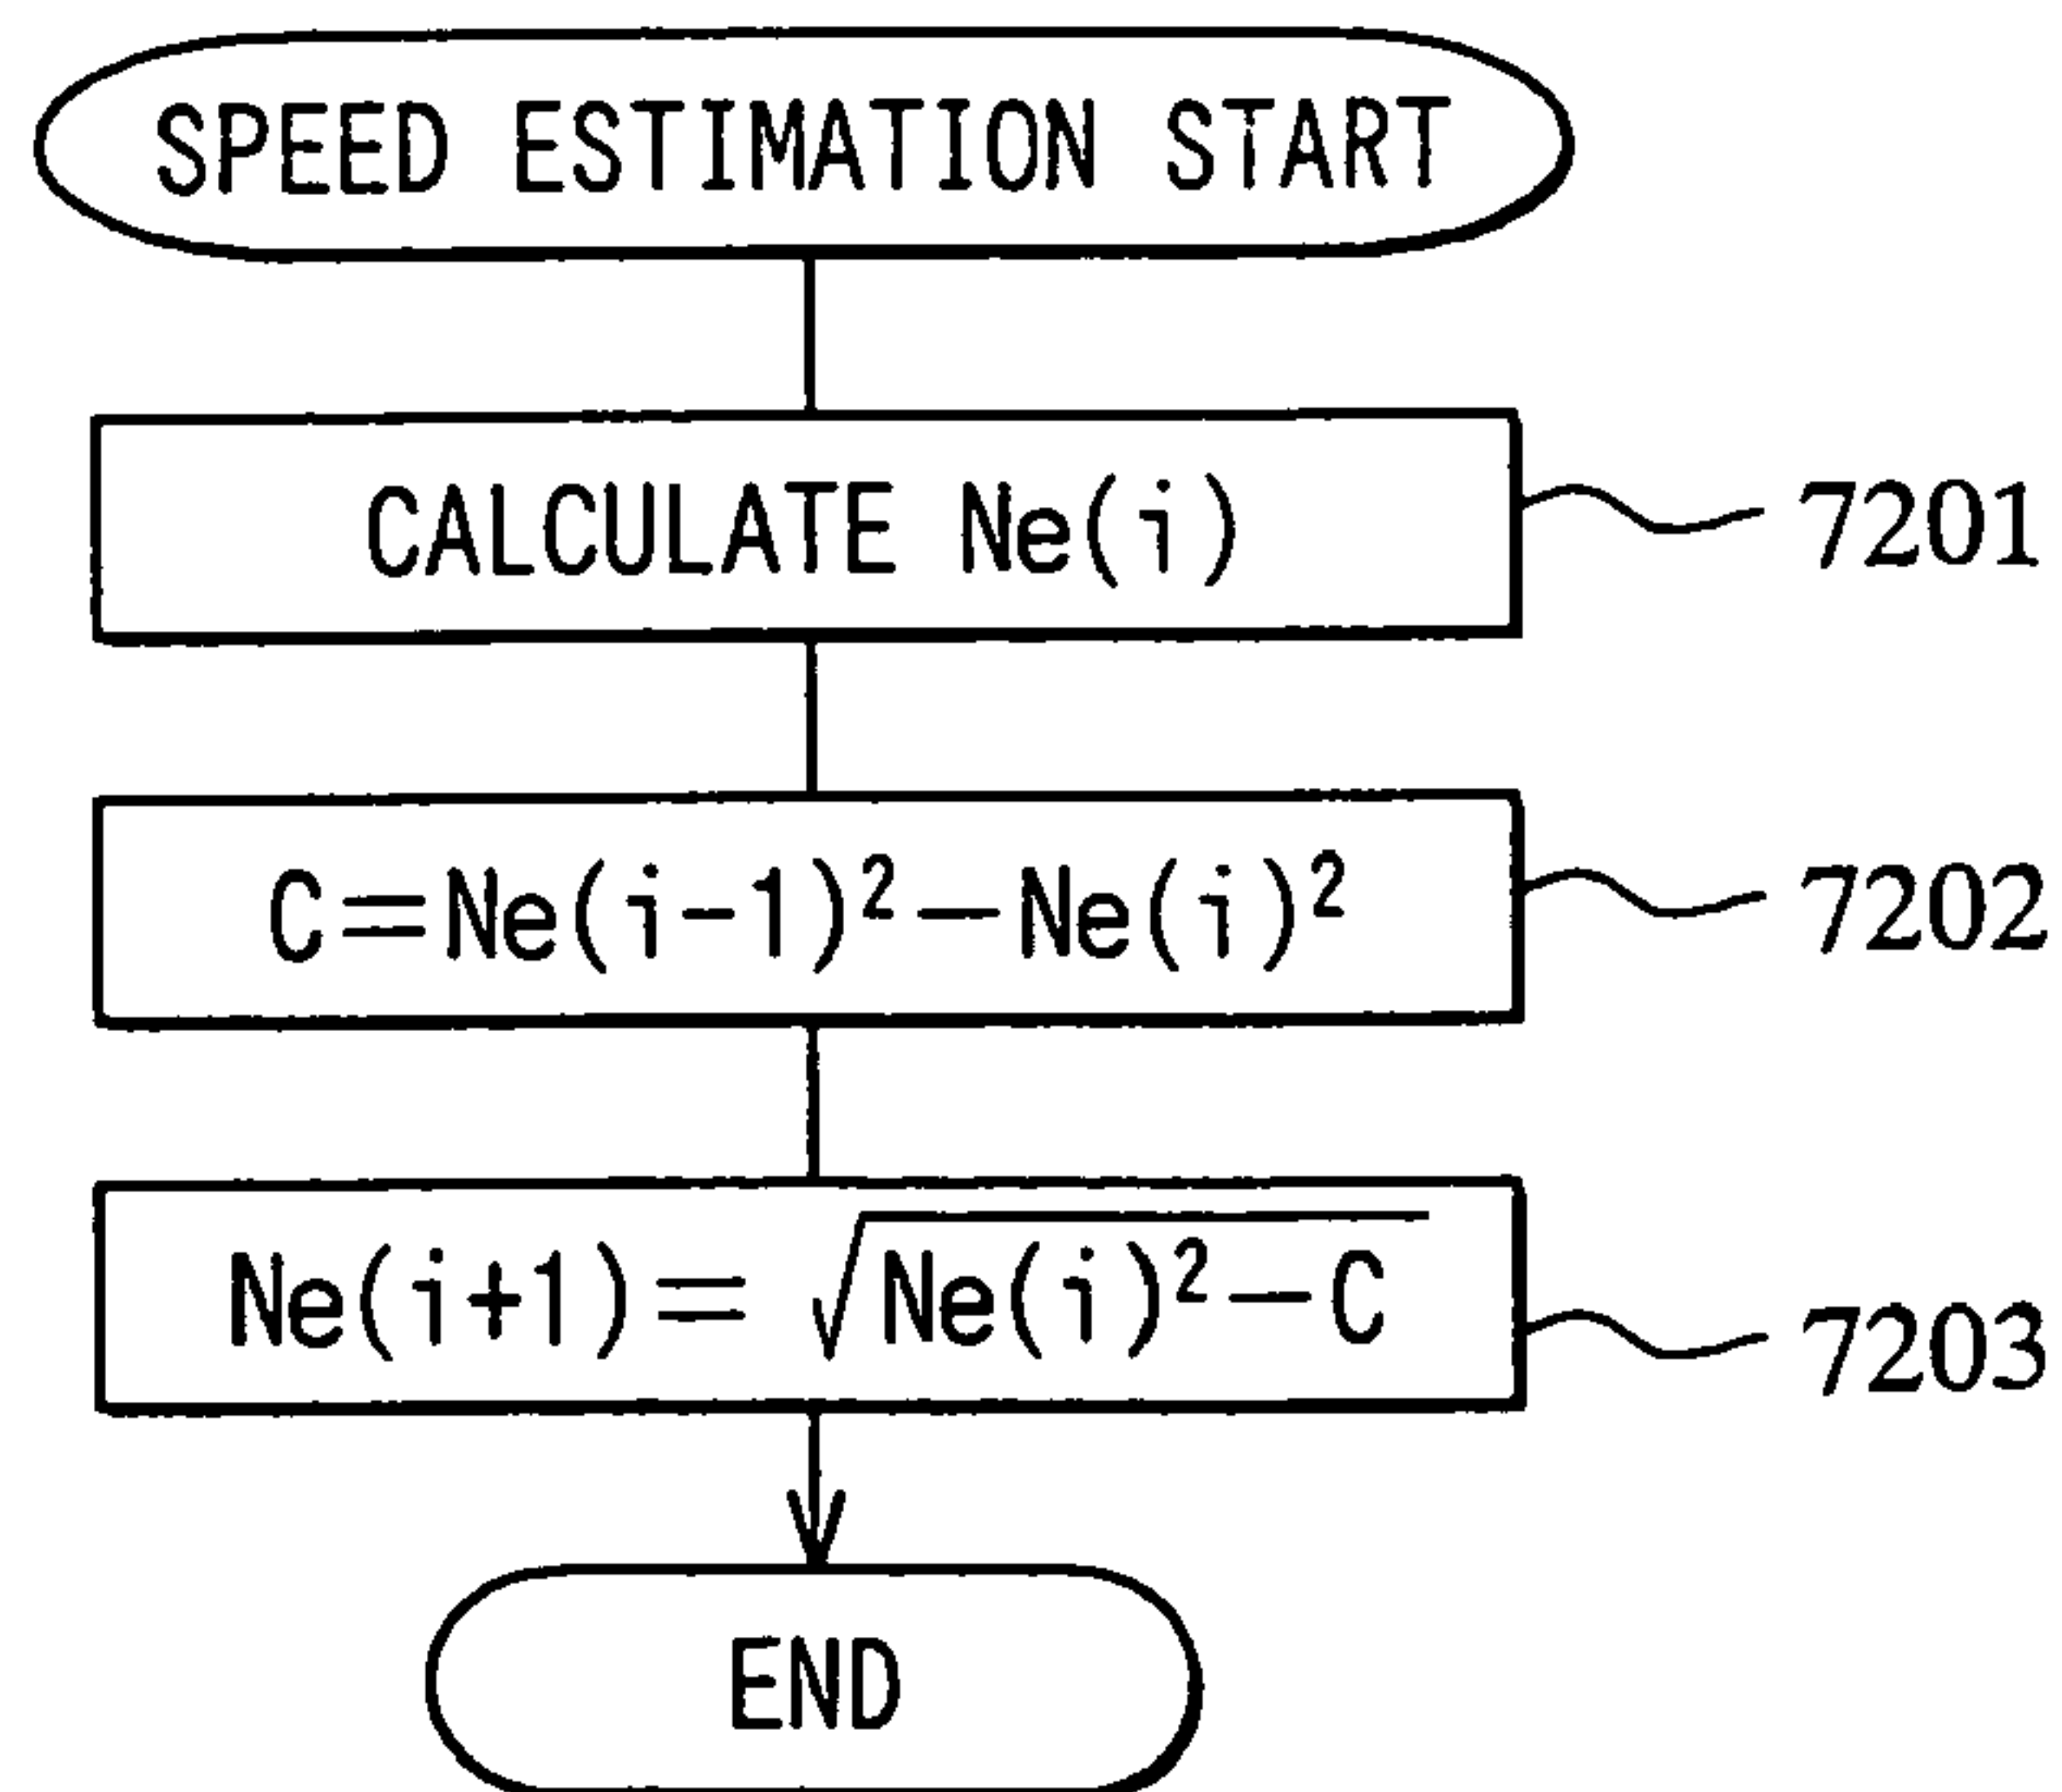 SPEED ESTIMATION START
CALCULATE Ne(i)
7201
C=Ne(i-1)²-Ne(i)²
7202
Ne(i+1)=√Ne(i)²-C
7203
END